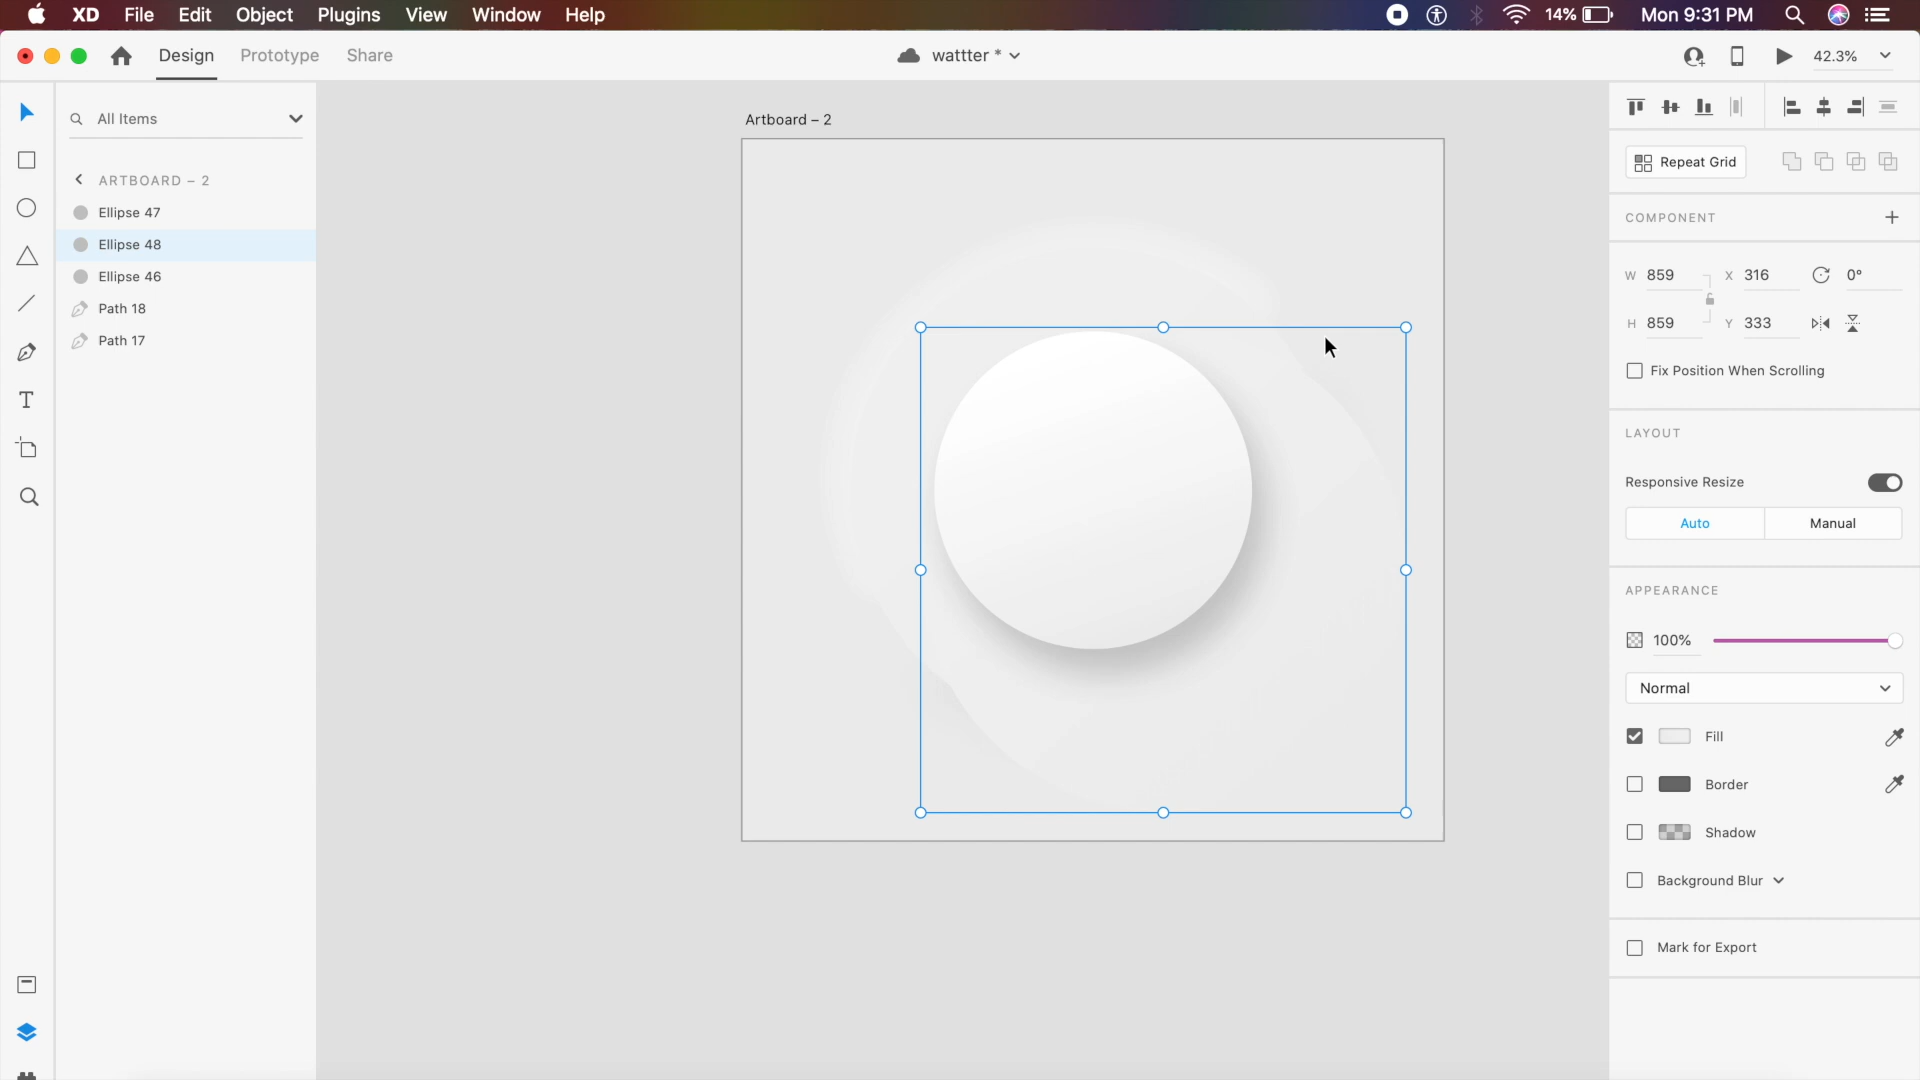 XD File Edit Object Plugins View Window Help 14% Mon 9:31 PM
Design Prototype Share wattter * 42.3%
All Items
ARTBOARD – 2
Ellipse 47
Ellipse 48
Ellipse 46
Path 18
Path 17
Artboard – 2
Repeat Grid
COMPONENT
W 859 X 316 0°
H 859 Y 333
Fix Position When Scrolling
LAYOUT
Responsive Resize
Auto Manual
APPEARANCE
100%
Normal
Fill
Border
Shadow
Background Blur
Mark for Export